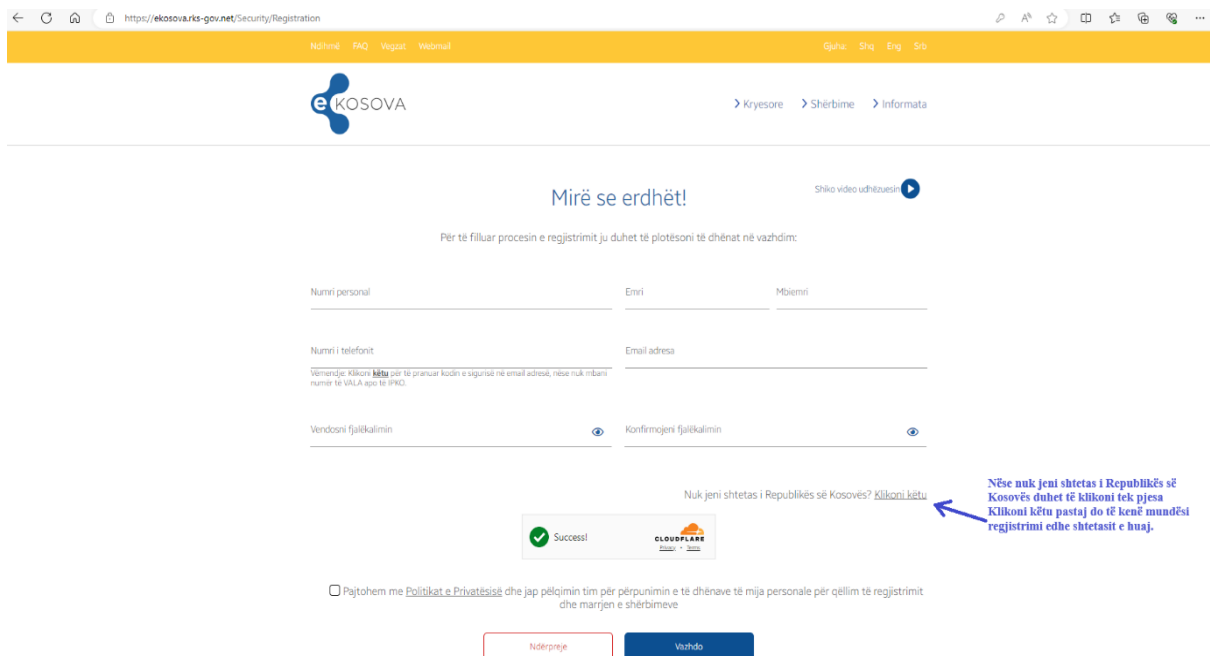 https://ekosova.rks-gov.net/Security/Registration
Ndihmë FAQ Vegzat Webmail
Gjuha: Shq Eng Srb
e KOSOVA
Kryesore Shërbime Informata
Mirë se erdhët!
Shiko video udhëzuesin
Për të filluar procesin e regjistrimit ju duhet të plotësoni të dhënat në vazhdim:
Numri personal
Emri
Mbiemri
Numri i telefonit
Email adresa
Vëmendje: Klikoni këtu për të pranuar kodin e sigurisë në email adresë, nëse nuk mbani
numër të VALA apo të IPKO.
Vendosni fjalëkalimin
Konfirmojeni fjalëkalimin
Nuk jeni shtetas i Republikës së Kosovës? Klikoni këtu
Nëse nuk jeni shtetas i Republikës së
Kosovës duhet të klikoni tek pjesa
Klikoni këtu pastaj do të kenë mundësi
regjistrimi edhe shtetasit e huaj.
Success!
CLOUDFLARE
Privacy • Terms
Pajtohem me Politikat e Privatësisë dhe jap pëlqimin tim për përpunimin e të dhënave të mija personale për qëllim të regjistrimit
dhe marrjen e shërbimeve
Ndërpreje
Vazhdo